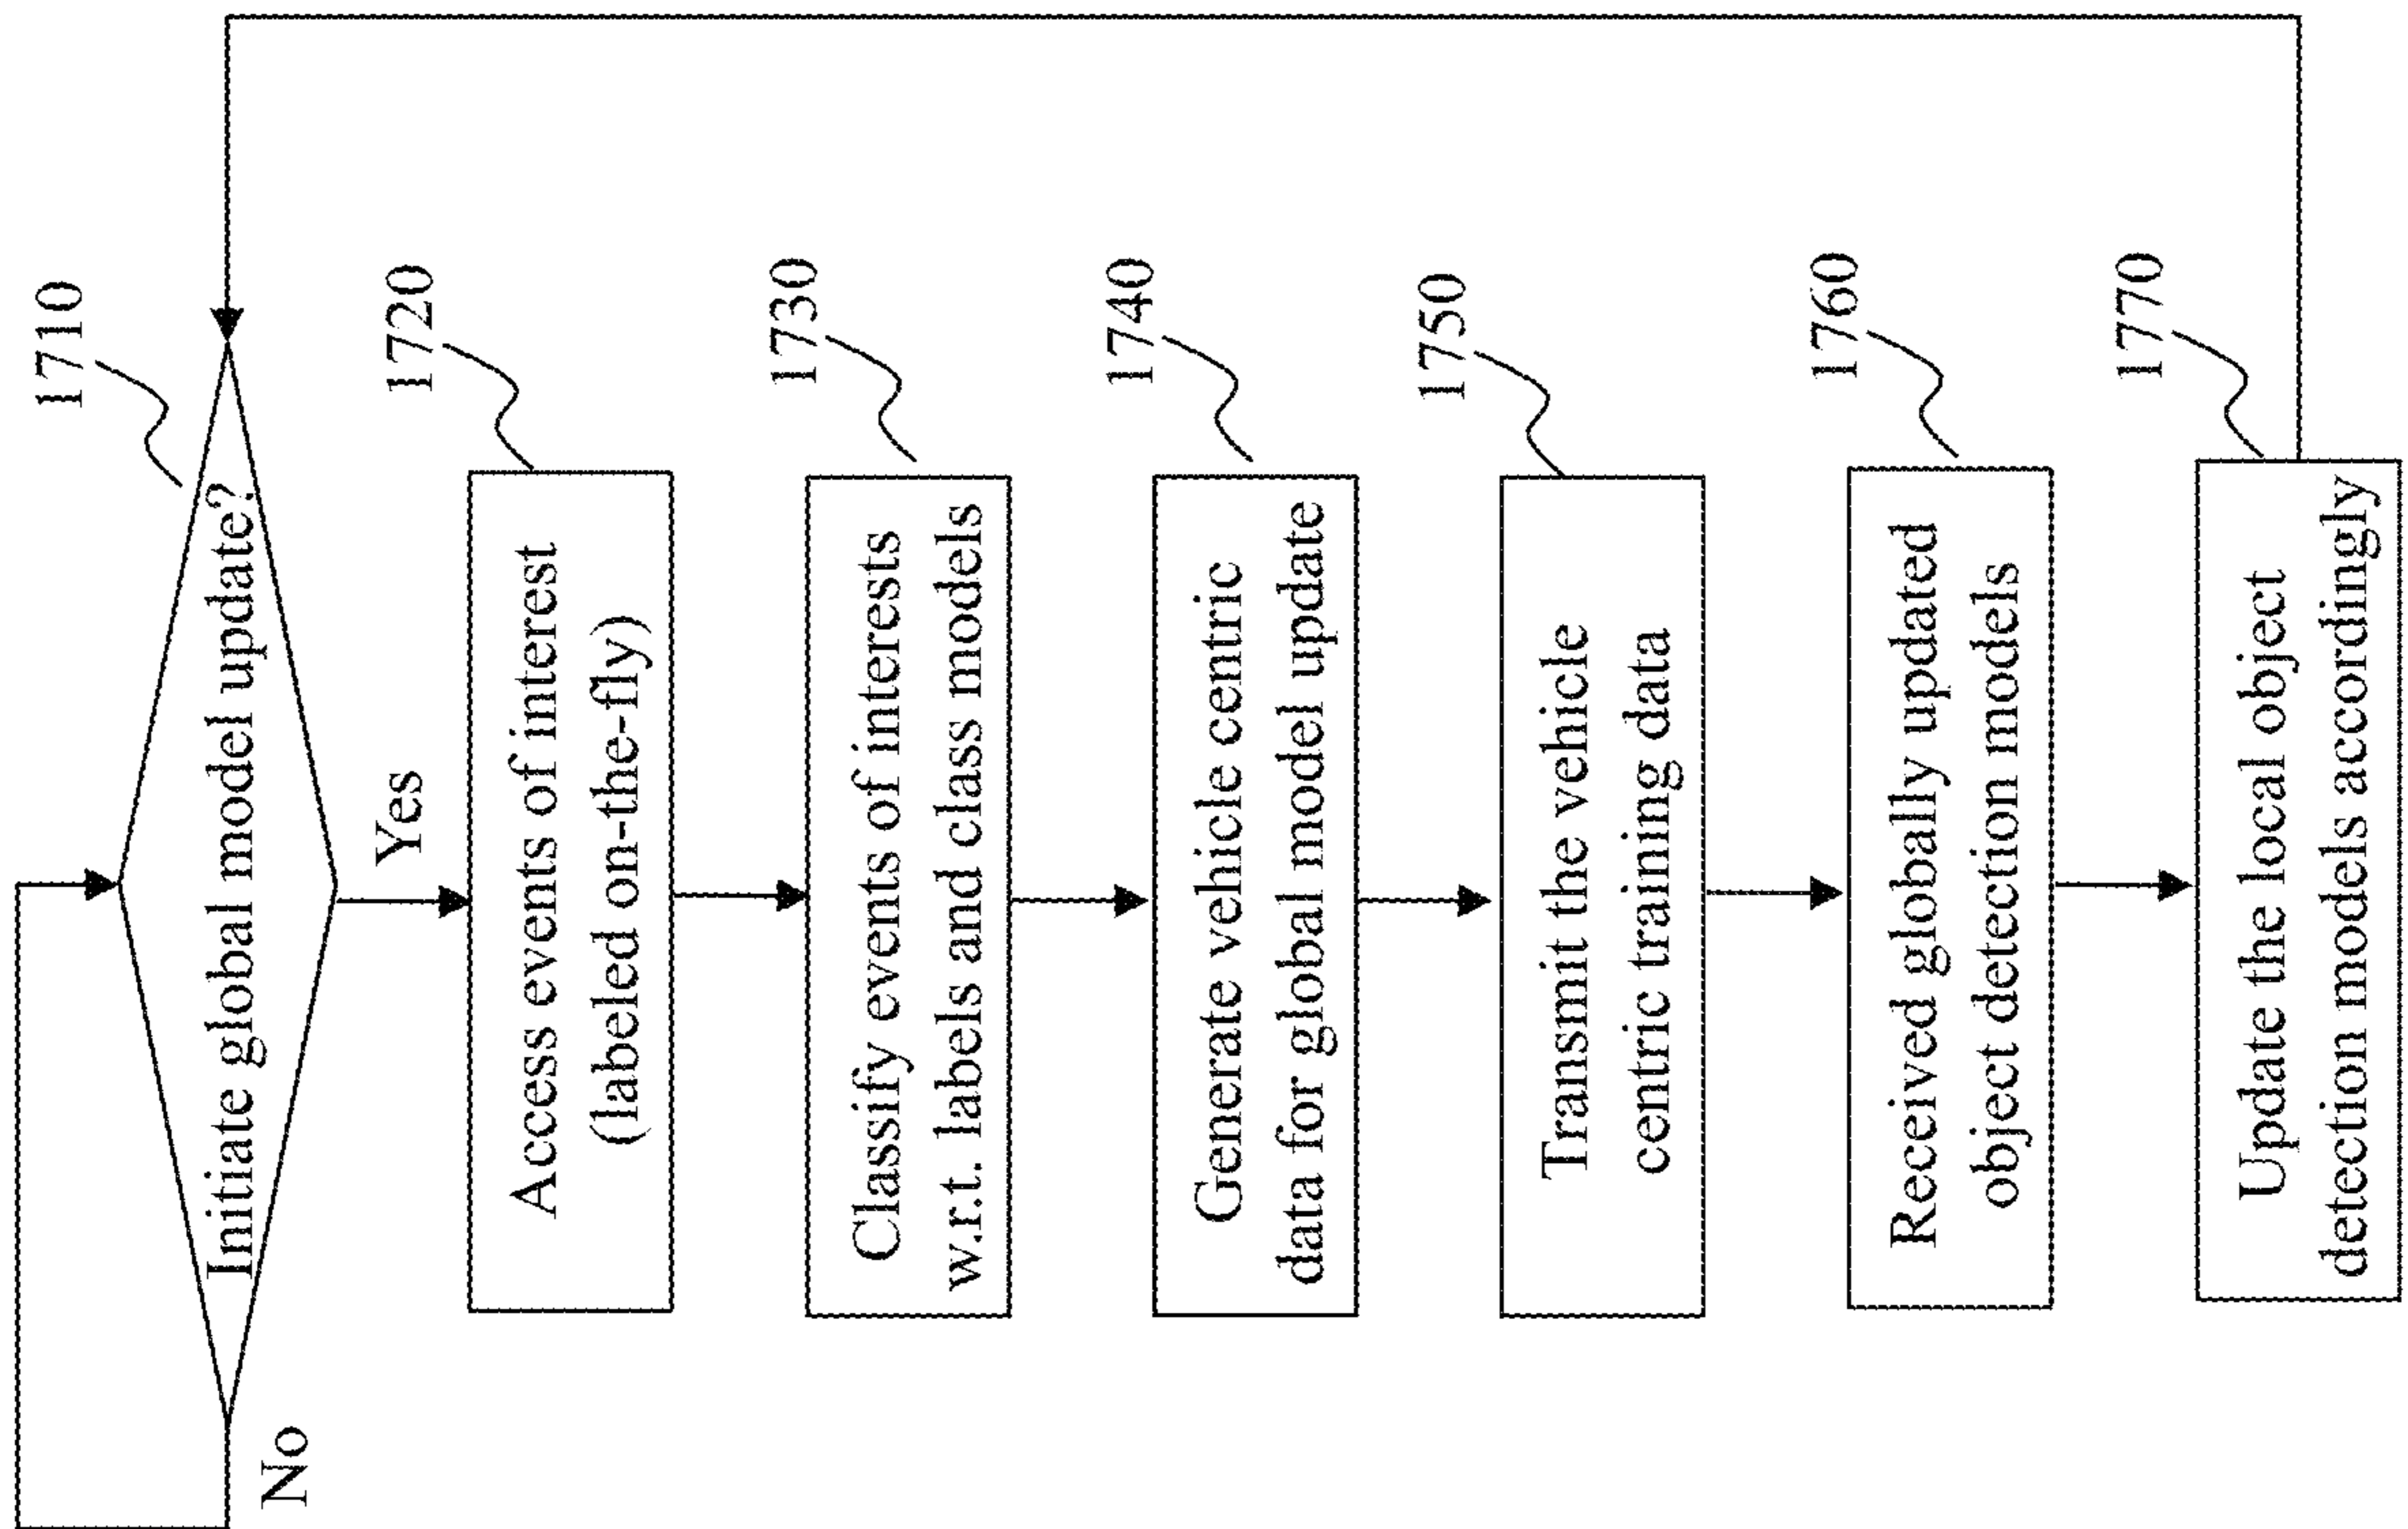 1710
Initiate global model update?
No
Yes
1720
Access events of interest
(labeled on-the-fly)
1730
Classify events of interests
w.r.t. labels and class models
1740
Generate vehicle centric
data for global model update
1750
Transmit the vehicle
centric training data
1760
Received globally updated
object detection models
1770
Update the local object
detection models accordingly